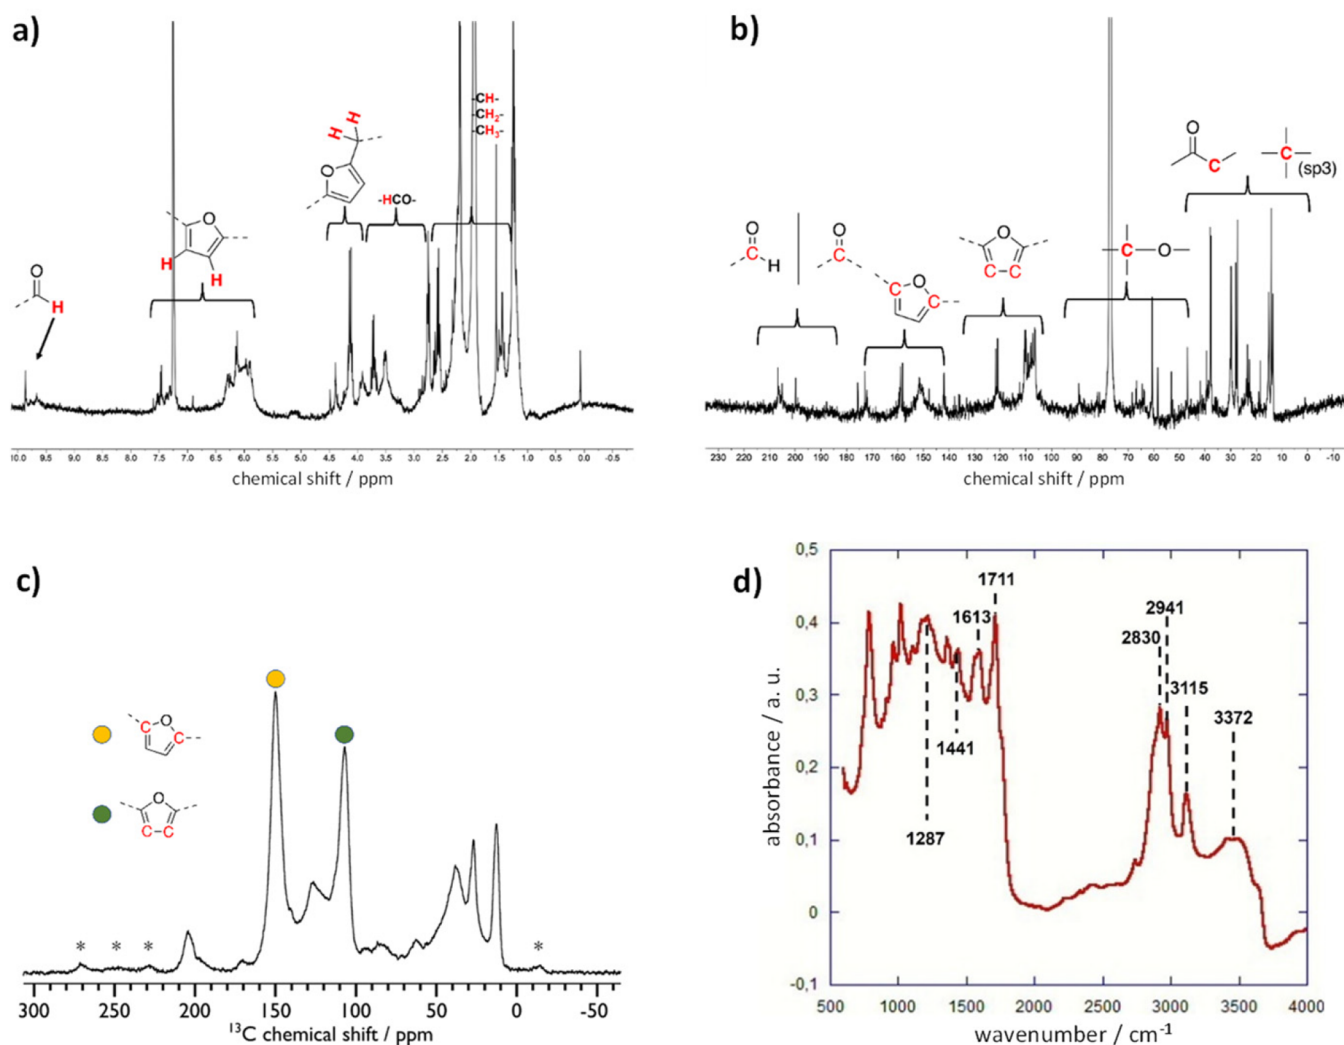 a)
O
H
O
H
H
H
H
O
-HCO-
-CH-
-CH2-
-CH3-
10.0 9.5 9.0 8.5 8.0 7.5 7.0 6.5 6.0 5.5 5.0 4.5 4.0 3.5 3.0 2.5 2.0 1.5 1.0 0.5 0.0 -0.5
chemical shift / ppm
b)
O
C
H
O
C
C O C
O
C C
C O
O
C
C
(sp3)
230 220 210 200 190 180 170 160 150 140 130 120 110 100 90 80 70 60 50 40 30 20 10 0 -10
chemical shift / ppm
c)
C O C
O
C C
* * * *
300 250 200 150 100 50 0 -50
13C chemical shift / ppm
d)
0,5
0,4
0,3
0,2
0,1
0
-0,1
absorbance / a. u.
1711
1613
1441
1287
2941
2830
3115
3372
500 1000 1500 2000 2500 3000 3500 4000
wavenumber / cm-1